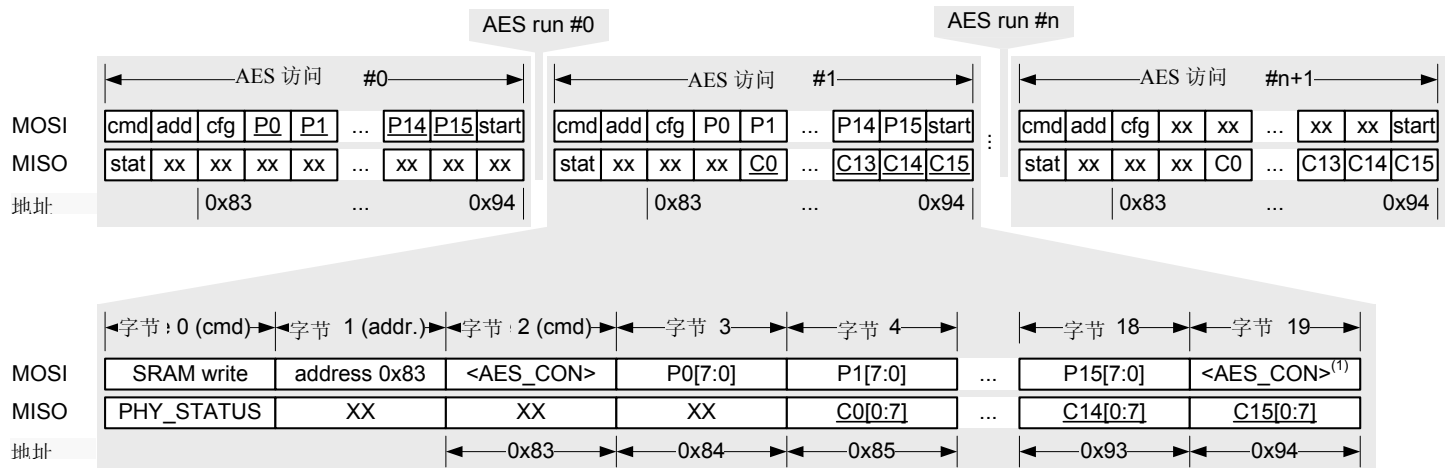 AES run #0 AES run #n
AES 访问 #0 AES 访问 #1 AES 访问 #n+1
MOSI cmd add cfg P0 P1 ... P14 P15 start cmd add cfg P0 P1 ... P14 P15 start ... cmd add cfg xx xx ... xx xx start
MISO stat xx xx xx xx ... xx xx xx stat xx xx xx C0 ... C13 C14 C15 stat xx xx xx C0 ... C13 C14 C15
地址 0x83 ... 0x94 0x83 ... 0x94 0x83 ... 0x94
字节 0 (cmd) 字节 1 (addr.) 字节 2 (cmd) 字节 3 字节 4 字节 18 字节 19
MOSI SRAM write address 0x83 <AES_CON> P0[7:0] P1[7:0] ... P15[7:0] <AES_CON>(1)
MISO PHY_STATUS XX XX XX C0[0:7] ... C14[0:7] C15[0:7]
地址 0x83 0x84 0x85 0x93 0x94